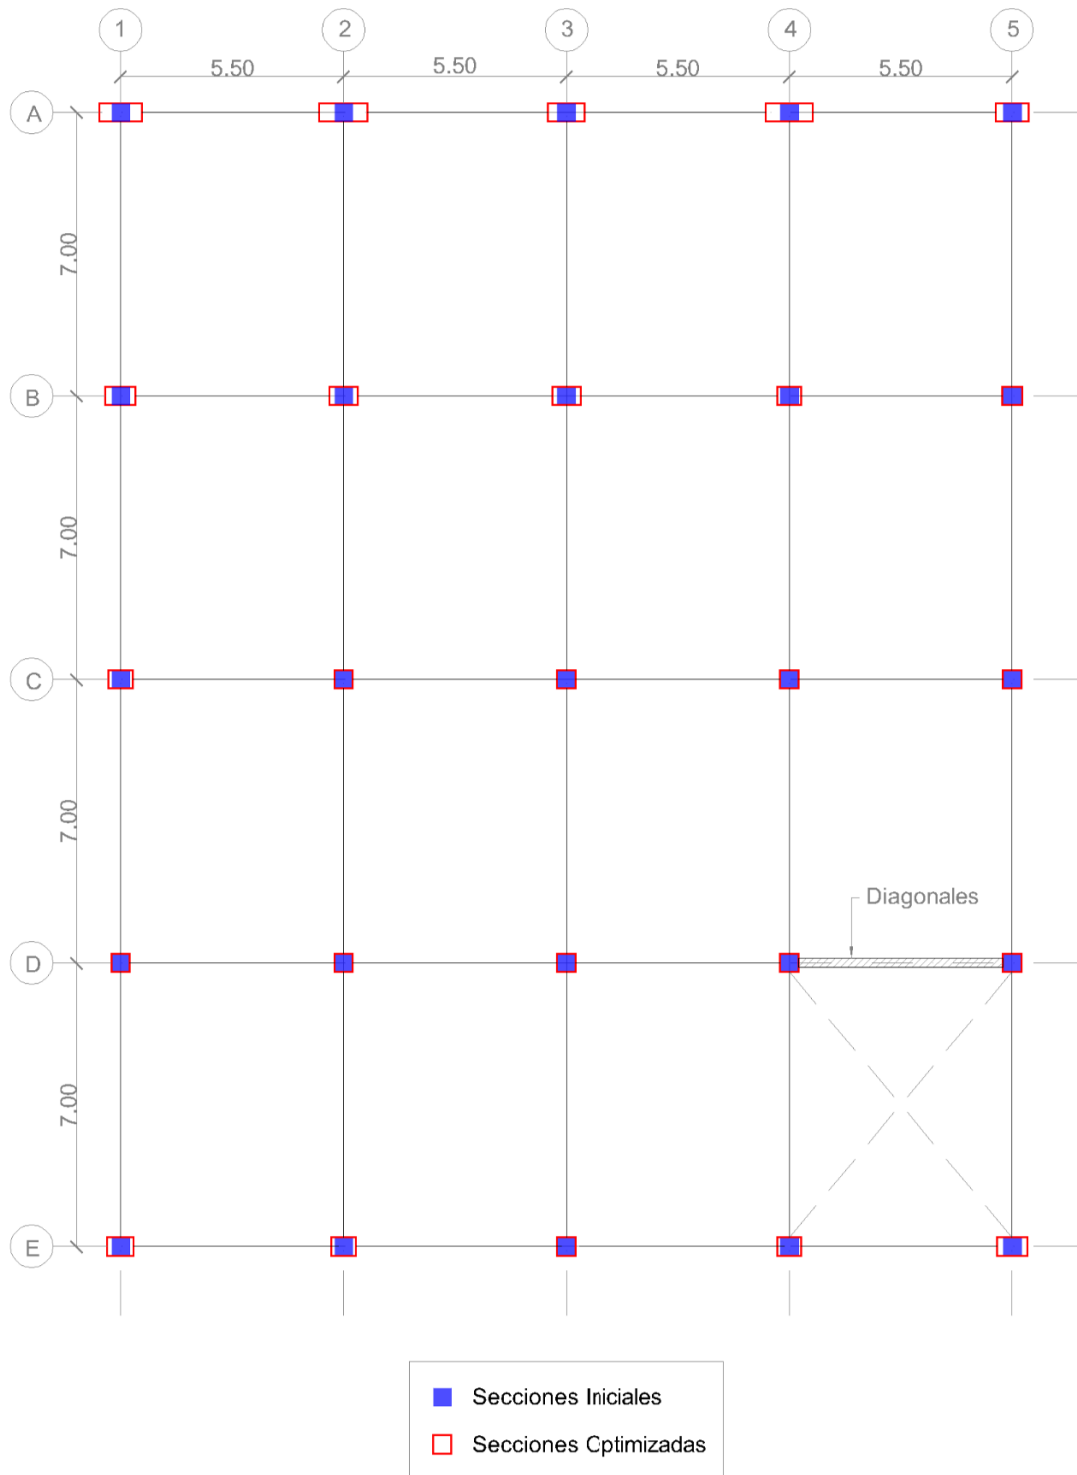 1 2 3 4 5
5.50 5.50 5.50 5.50
A
7.00
B
7.00
C
7.00
Diagonales
D
7.00
E
Secciones Iniciales
Secciones Optimizadas